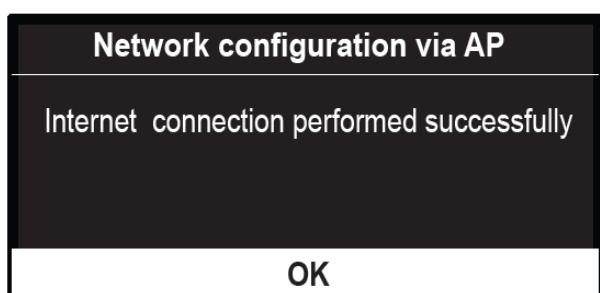 Network configuration via AP
Internet connection performed successfully
OK